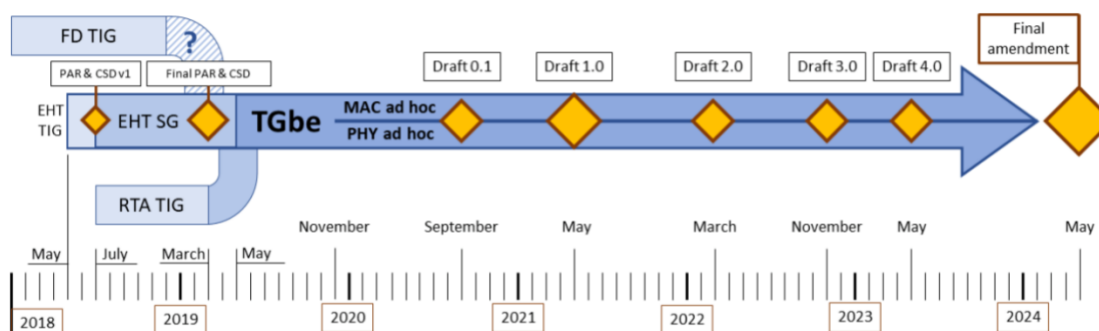 FD TIG
?
Final
amendment
PAR & CSD v1
Final PAR & CSD
Draft 0.1
Draft 1.0
Draft 2.0
Draft 3.0
Draft 4.0
EHT
TIG
EHT SG
TGbe
MAC ad hoc
PHY ad hoc
RTA TIG
November
September
May
March
November
May
May
May
July
March
May
2018
2019
2020
2021
2022
2023
2024